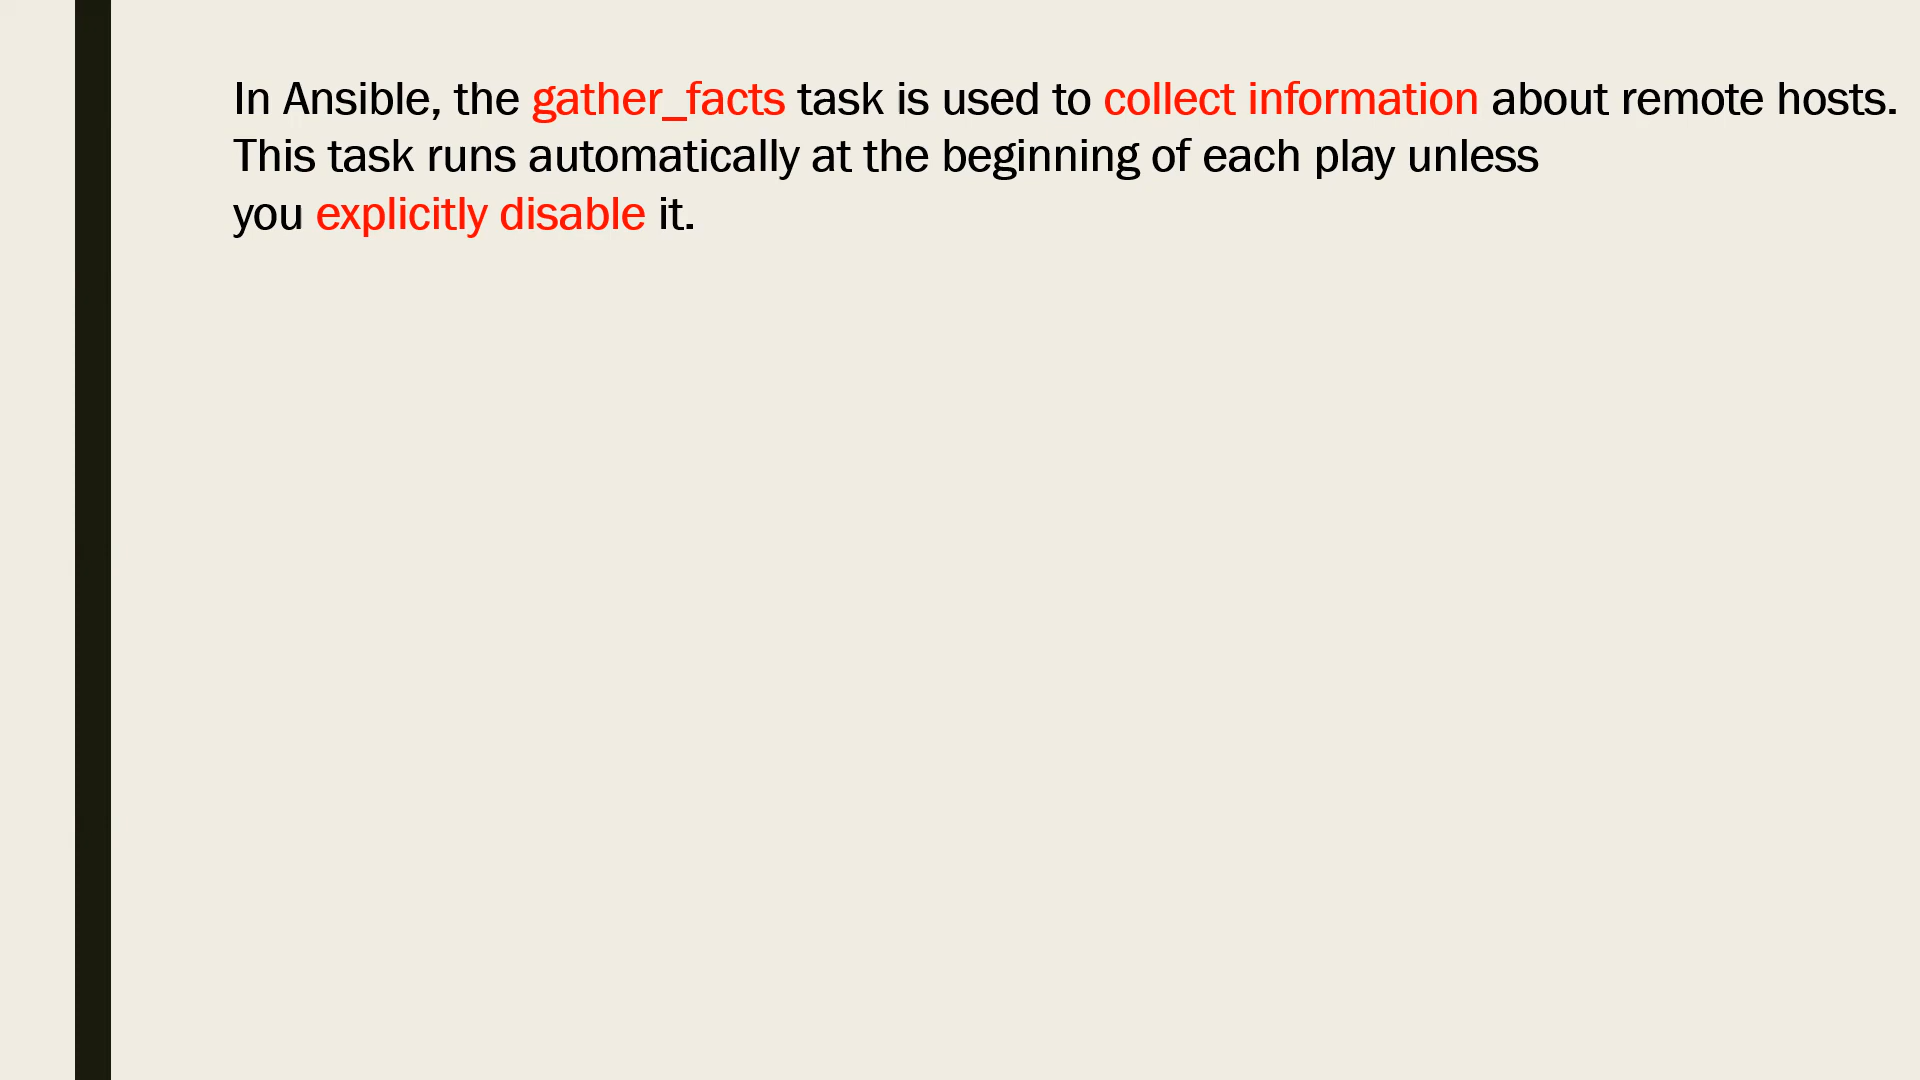 In Ansible, the gather_facts task is used to collect information about remote hosts.
This task runs automatically at the beginning of each play unless
you explicitly disable it.